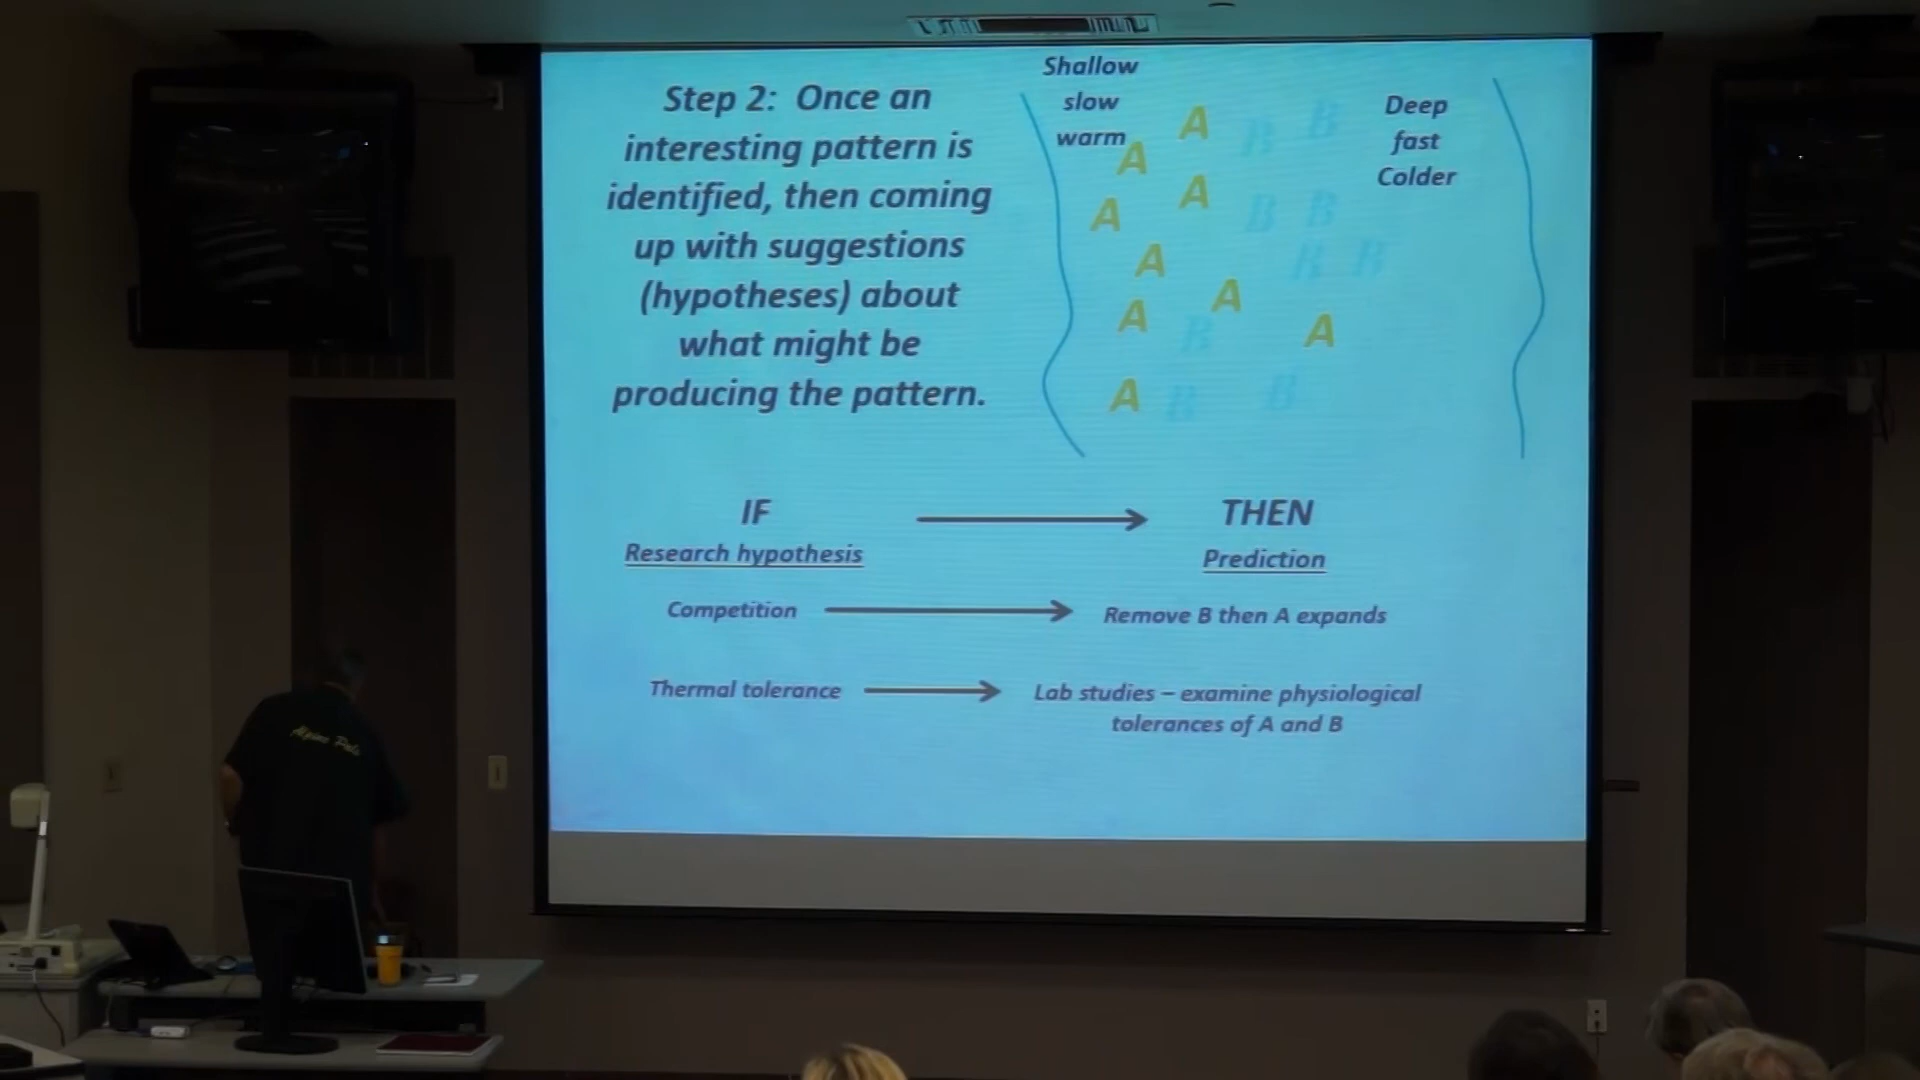 Step 2: Once an
interesting pattern is
identified, then coming
up with suggestions
(hypotheses) about
what might be
producing the pattern.
Shallow
slow
warm
Deep
fast
Colder
A B B
A
A
A B B
A B B
A
A B A
A B B
IF
THEN
Research hypothesis
Prediction
Competition
Remove B then A expands
Thermal tolerance
Lab studies – examine physiological
tolerances of A and B
Alpine Pals